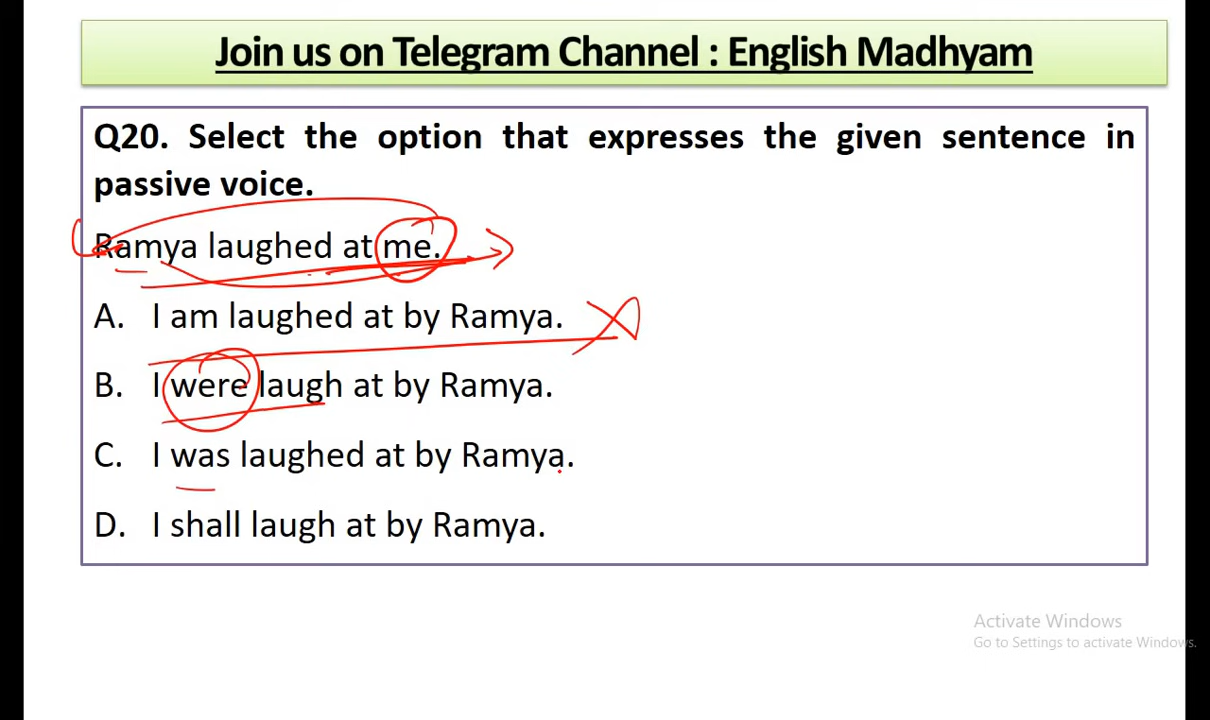 Join us on Telegram Channel : English Madhyam
Q20. Select the option that expresses the given sentence in
passive voice.
Ramya laughed at me.
A. I am laughed at by Ramya.
B. I were laugh at by Ramya.
C. I was laughed at by Ramya.
D. I shall laugh at by Ramya.
Activate Windows
Go to Settings to activate Windows.